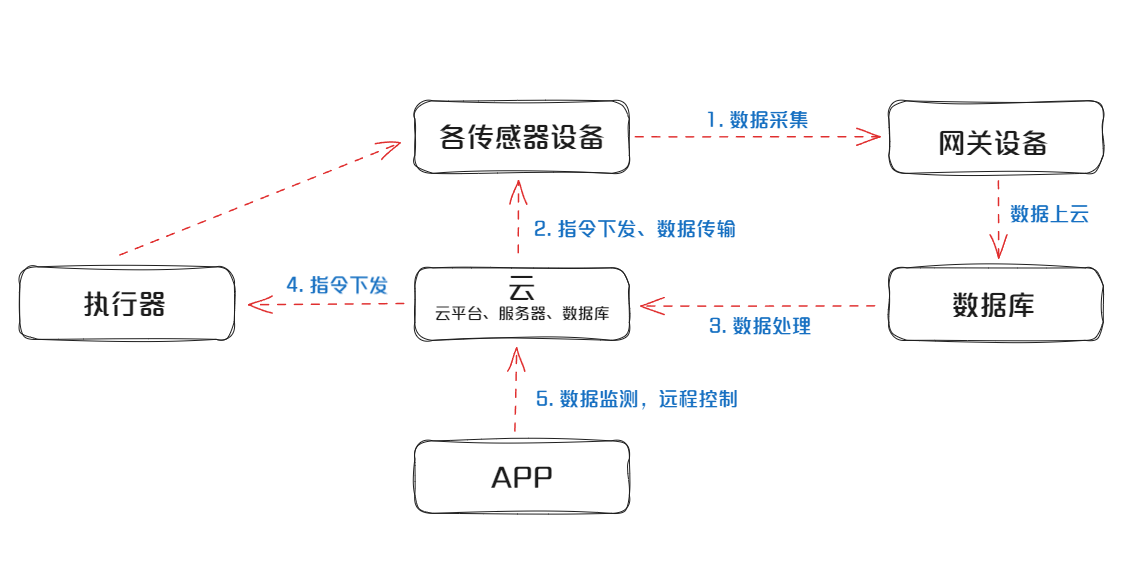 1. 数据采集
各传感器设备
网关设备
数据上云
2. 指令下发、数据传输
4. 指令下发
云
执行器
云平台、服务器、数据库
数据库
3. 数据处理
5. 数据监测，远程控制
APP